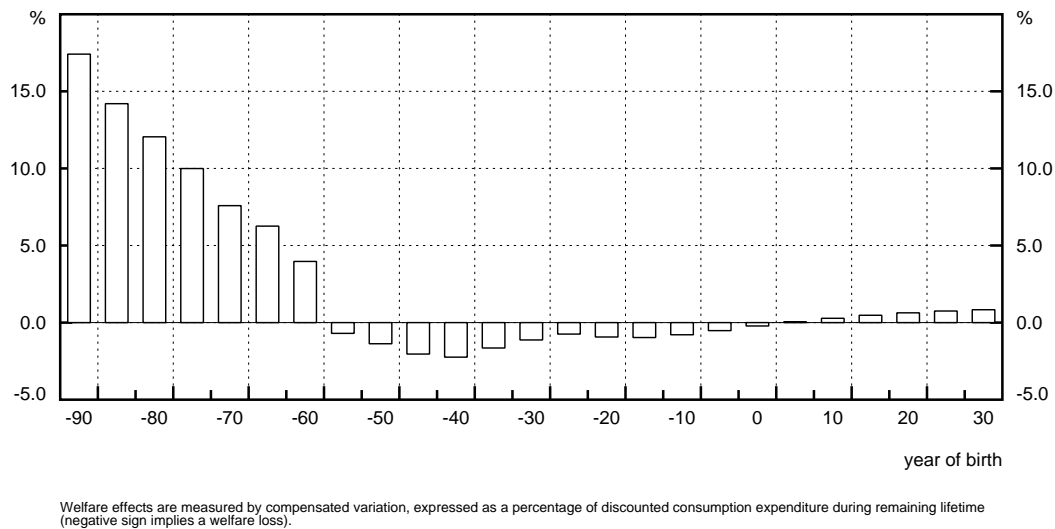 % %
15.0 15.0
10.0 10.0
5.0 5.0
0.0 0.0
-5.0 -5.0
-90 -80 -70 -60 -50 -40 -30 -20 -10 0 10 20 30
year of birth
Welfare effects are measured by compensated variation, expressed as a percentage of discounted consumption expenditure during remaining lifetime
(negative sign implies a welfare loss).